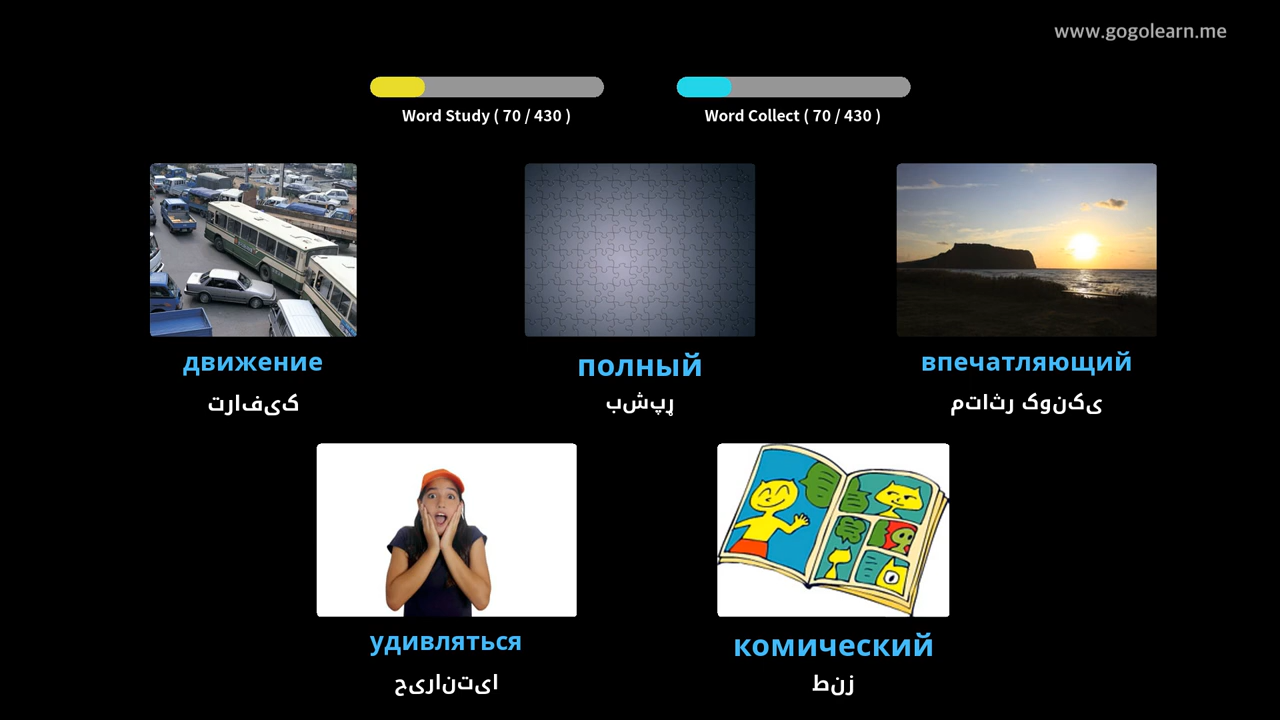 www.gogolearn.me
Word Study ( 70 / 430 )
Word Collect ( 70 / 430 )
движение
полный
впечатляющий
ترافیک
بشپړ
متاثر کونکی
удивляться
комический
حیرانتیا
طنز